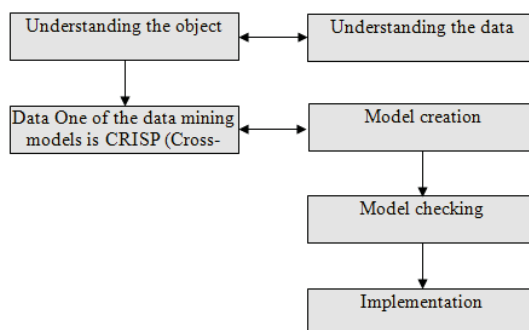 Understanding the object
Understanding the data
Data One of the data mining
models is CRISP (Cross-
Model creation
Model checking
Implementation